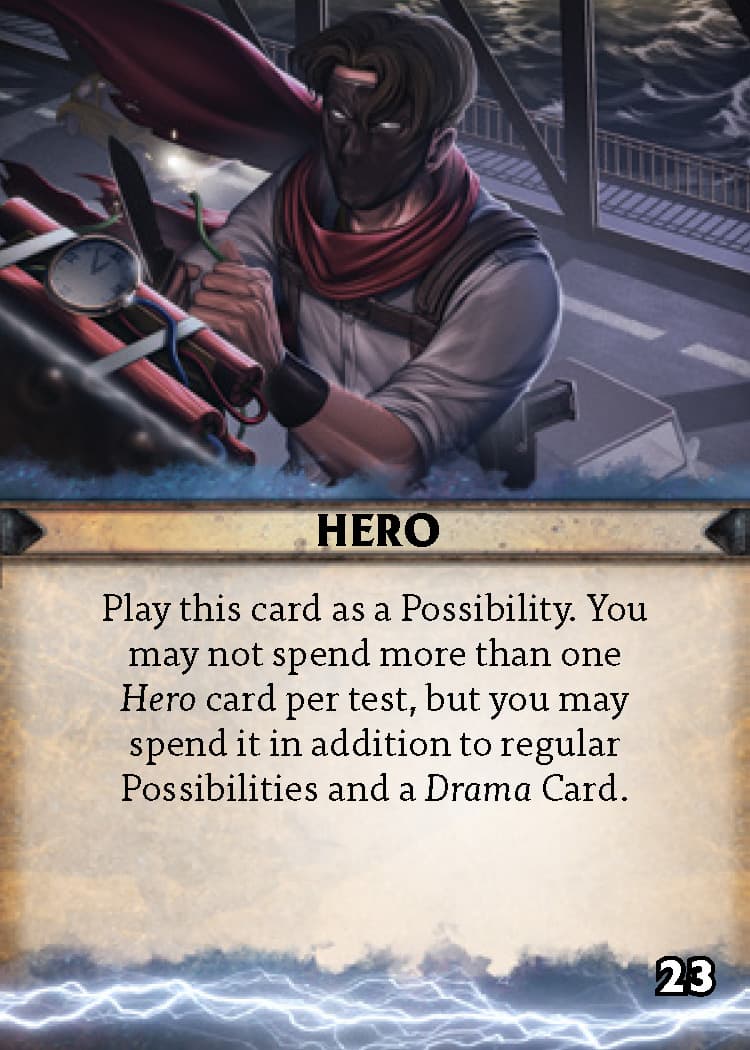 HERO
Play this card as a Possibility. You
may not spend more than one
Hero card per test, but you may
spend it in addition to regular
Possibilities and a Drama Card.
23